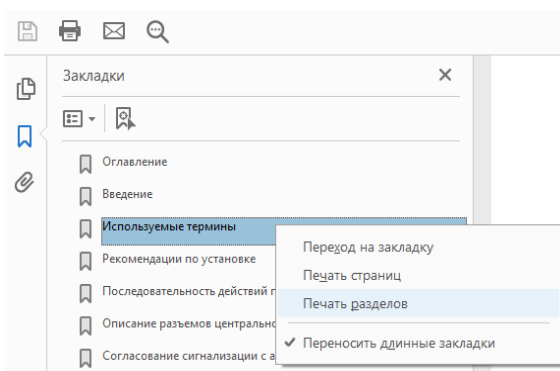 Закладки
Оглавление
Введение
Используемые термины
Рекомендации по установке
Последовательность действий
Описание разъемов
Согласование сигнализации с
Переход на закладку
Печать страниц
Печать разделов
Переносить длинные закладки